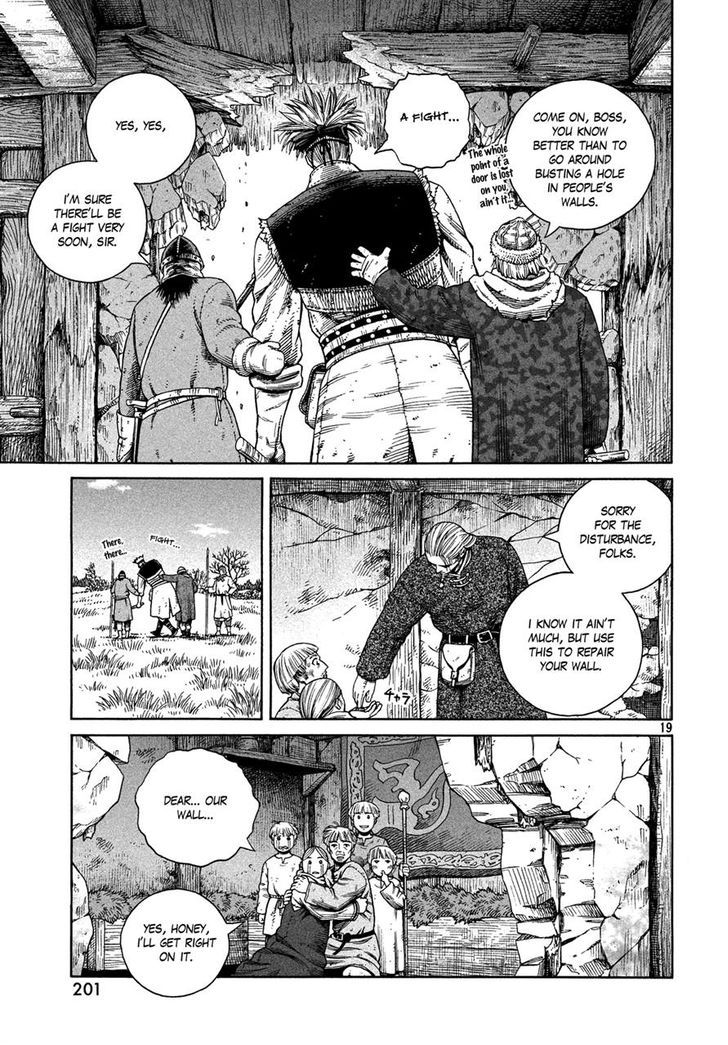 COME ON, BOSS,
YOU KNOW
BETTER THAN
TO GO
AROUND
BUSTING A HOLE
IN PEOPLE'S
WALLS.
The whole
point of a
door is lost
on you,
ain't it...
A FIGHT...
YES, YES,
I'M SURE
THERE'LL BE
A FIGHT VERY
SOON, SIR.
SORRY
FOR THE
DISTURBANCE,
FOLKS.
I KNOW IT AIN'T
MUCH, BUT USE
THIS TO REPAIR
YOUR WALL.
チャラ
FIGHT...
There,
there...
19
DEAR... OUR
WALL...
YES, HONEY,
I'LL GET RIGHT
ON IT.
201